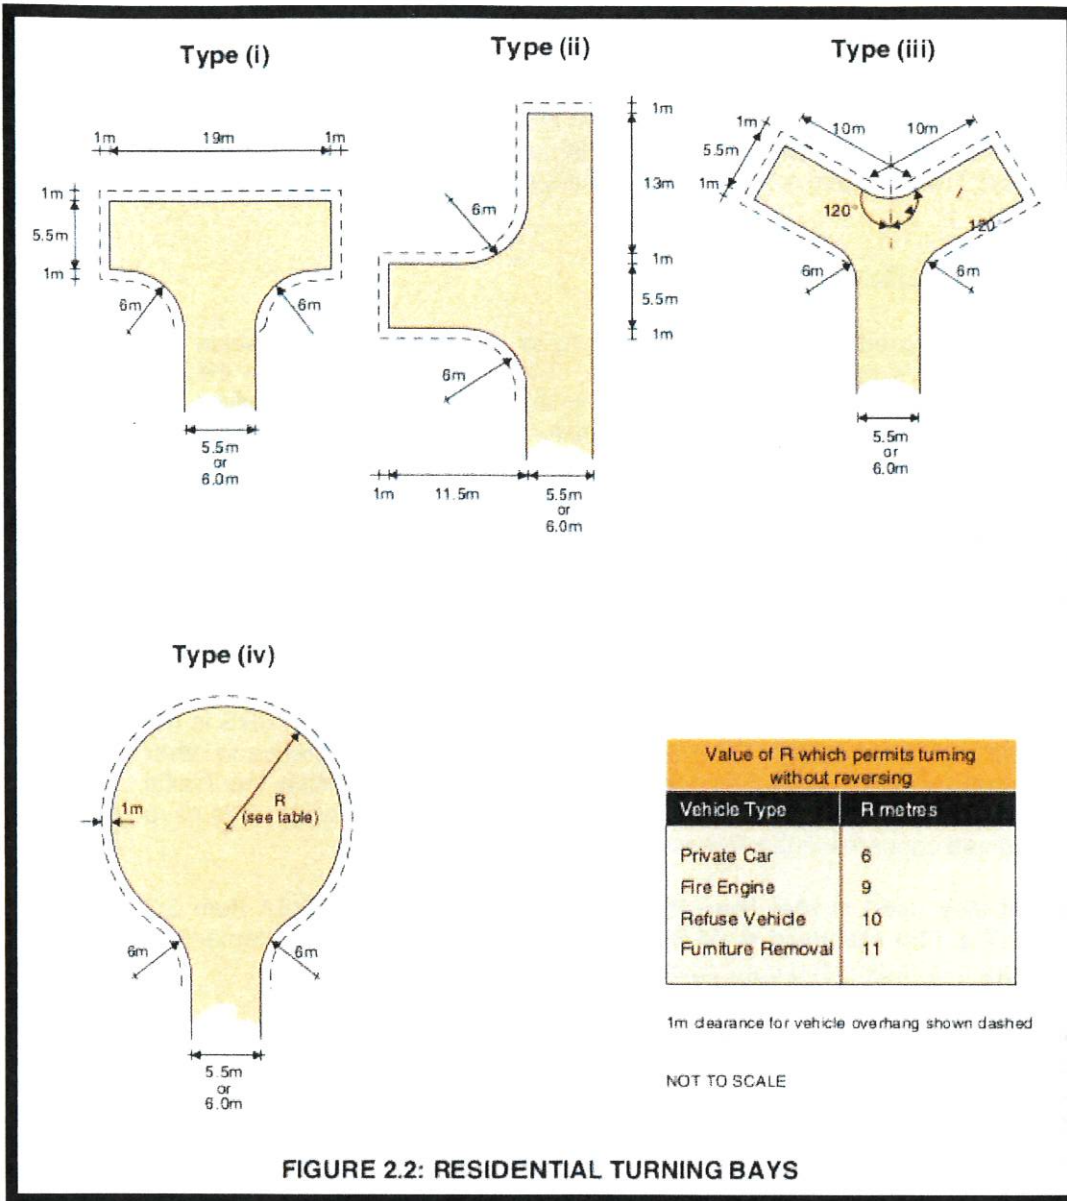 Type (i)
1m 19m 1m
1m
5.5m
1m
6m 6m
5.5m
or
6.0m
Type (ii)
1m
13m
6m
1m
5.5m
1m
6m
1m 11.5m 5.5m
or
6.0m
Type (iii)
1m 10m 10m
5.5m
1m
120° 120
6m 6m
5.5m
or
6.0m
Type (iv)
1m
R
(see table)
6m 6m
5.5m
or
6.0m
Value of R which permits turning
without reversing
Vehicle Type R metres
Private Car 6
Fire Engine 9
Refuse Vehicle 10
Furniture Removal 11
1m clearance for vehicle overhang shown dashed
NOT TO SCALE
FIGURE 2.2: RESIDENTIAL TURNING BAYS